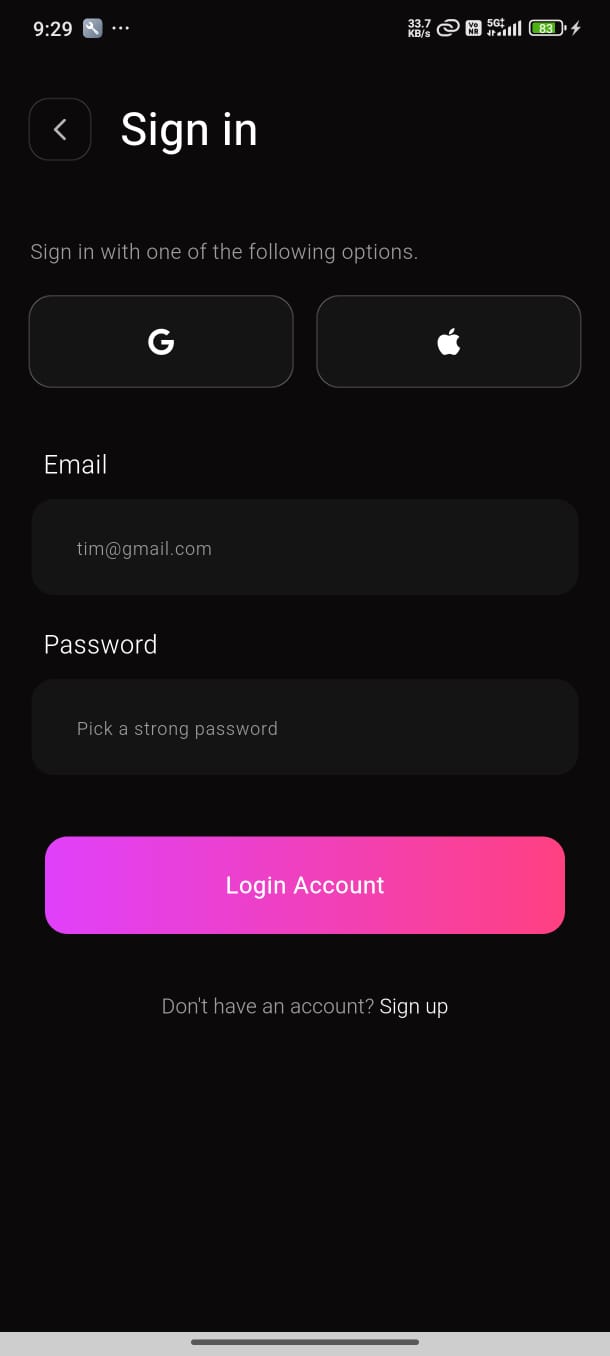 9:29 ... 33.7 KB/s Vo NR 5G 83
Sign in
Sign in with one of the following options.
G
Email
tim@gmail.com
Password
Pick a strong password
Login Account
Don't have an account? Sign up